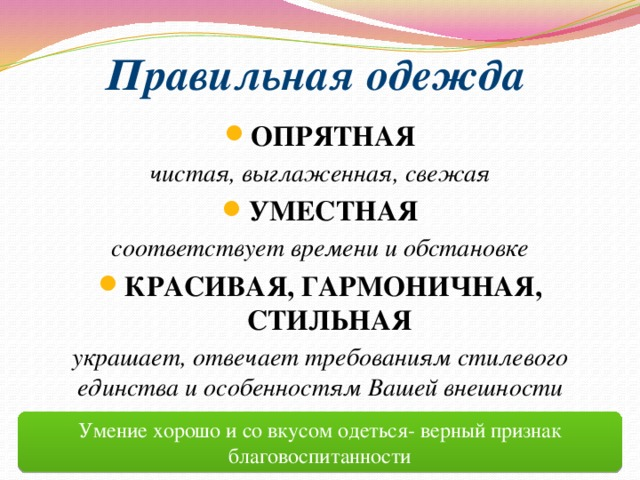 Правильная одежда
ОПРЯТНАЯ
чистая, выглаженная, свежая
УМЕСТНАЯ
соответствует времени и обстановке
КРАСИВАЯ, ГАРМОНИЧНАЯ,
СТИЛЬНАЯ
украшает, отвечает требованиям стилевого
единства и особенностям Вашей внешности
Умение хорошо и со вкусом одеться- верный признак
благовоспитанности